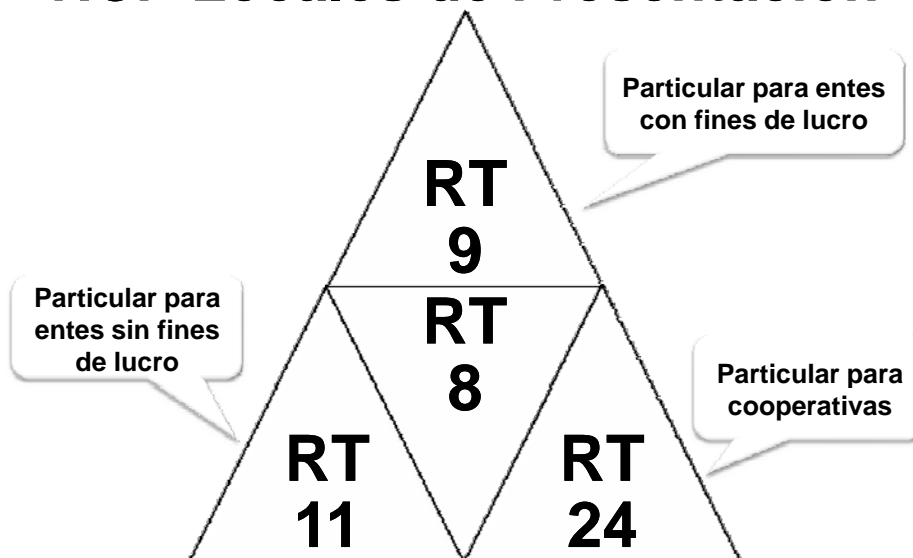 Particular para entes
con fines de lucro
RT
9
Particular para
entes sin fines
de lucro
RT
8
Particular para
cooperativas
RT
11
RT
24